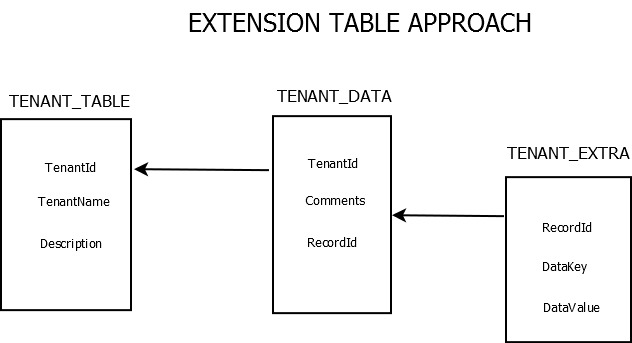 EXTENSION TABLE APPROACH
TENANT_TABLE
TenantId
TenantName
Description
TENANT_DATA
TenantId
Comments
RecordId
TENANT_EXTRA
RecordId
DataKey
DataValue